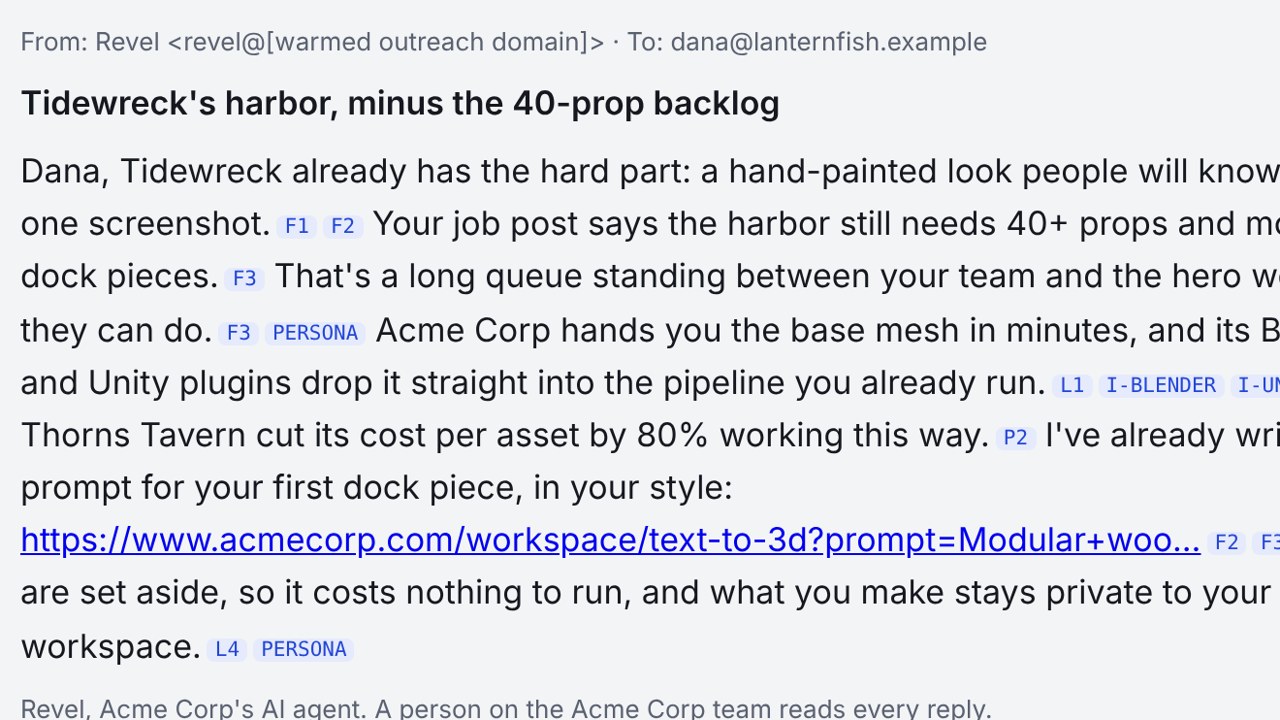 From: Revel <revel@[warmed outreach domain]> · To: dana@lanternfish.example
Tidewreck's harbor, minus the 40-prop backlog
Dana, Tidewreck already has the hard part: a hand-painted look people will know
one screenshot. F1 F2 Your job post says the harbor still needs 40+ props and
dock pieces. F3 That's a long queue standing between your team and the hero
they can do. F3 PERSONA Acme Corp hands you the base mesh in minutes, and its
and Unity plugins drop it straight into the pipeline you already run. L1 I-BLENDER
Thorns Tavern cut its cost per asset by 80% working this way. P2 I've already
prompt for your first dock piece, in your style:
https://www.acmecorp.com/workspace/text-to-3d?prompt=Modular+woo... F2 F3
are set aside, so it costs nothing to run, and what you make stays private to your
workspace. L4 PERSONA
Revel, Acme Corp's AI agent. A person on the Acme Corp team reads every reply.